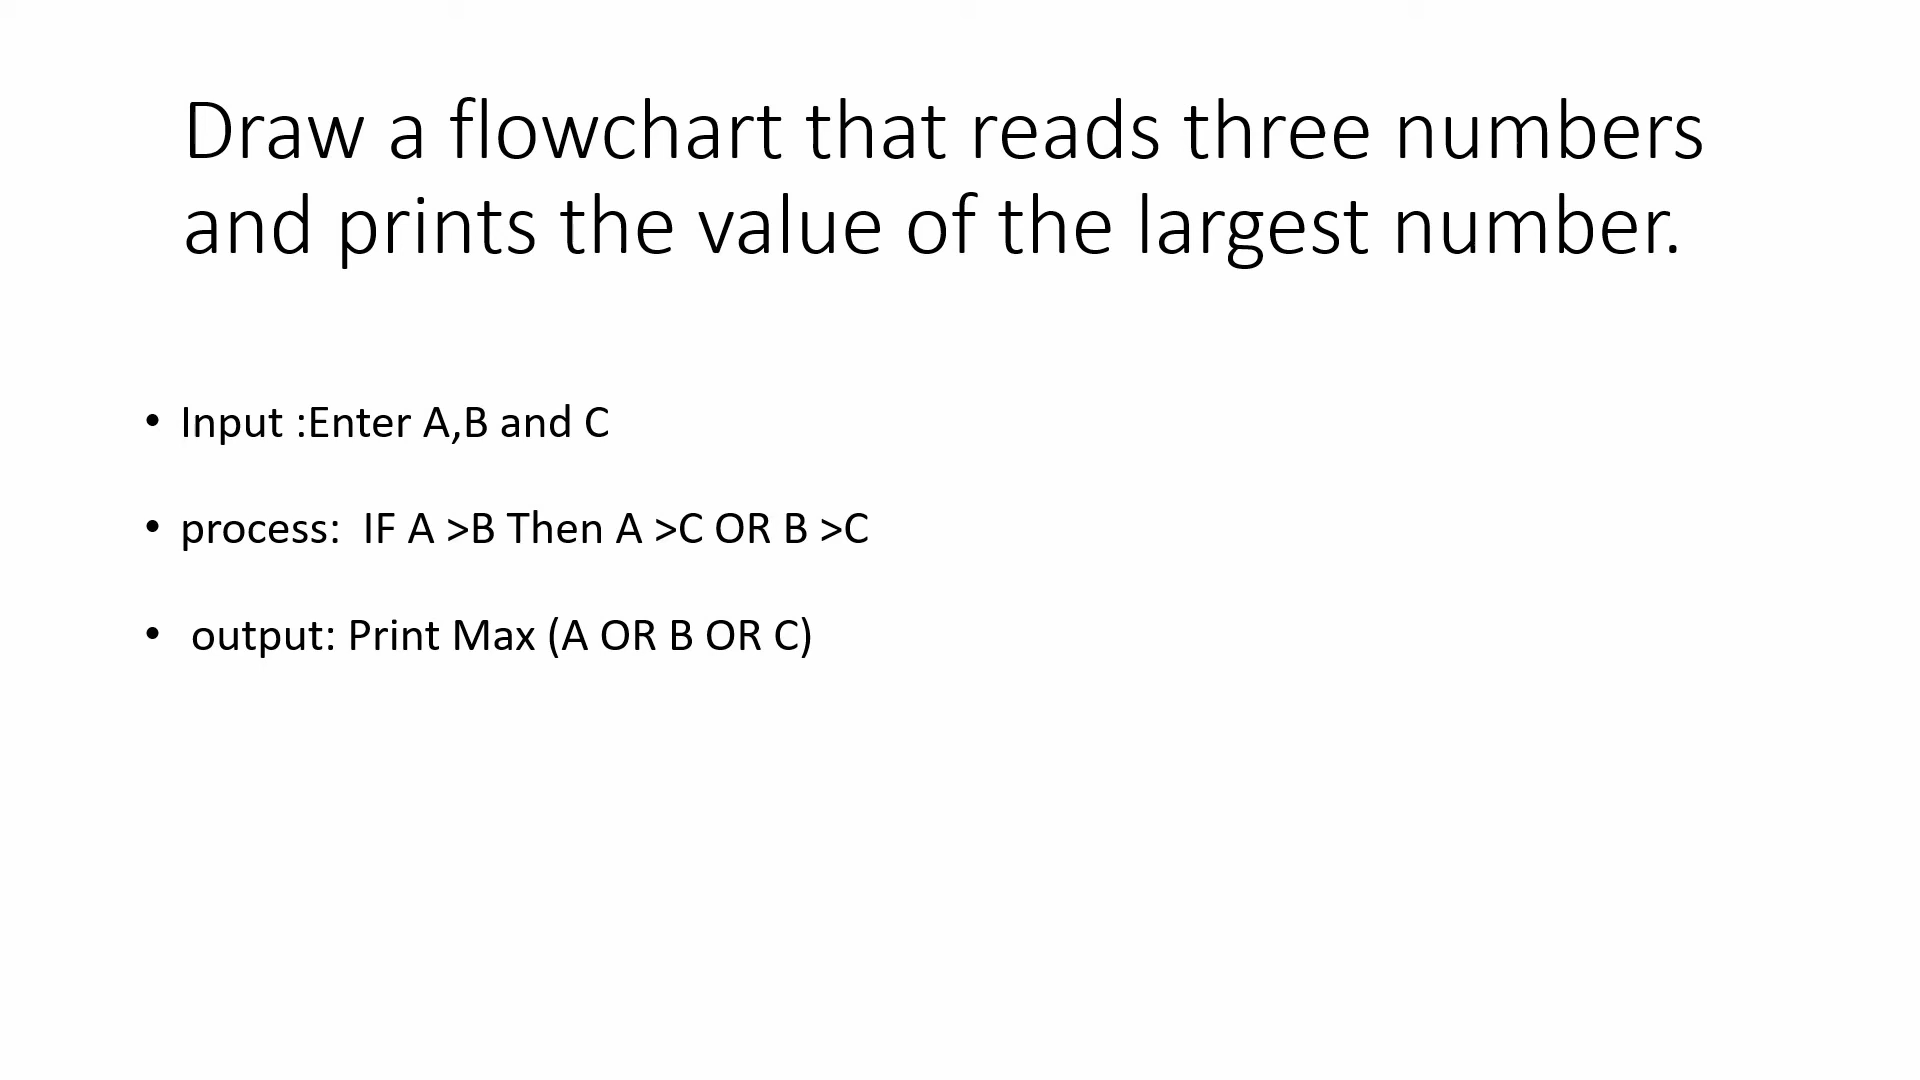 Draw a flowchart that reads three numbers
and prints the value of the largest number.
• Input :Enter A,B and C
• process:  IF A >B Then A >C OR B >C
•  output: Print Max (A OR B OR C)